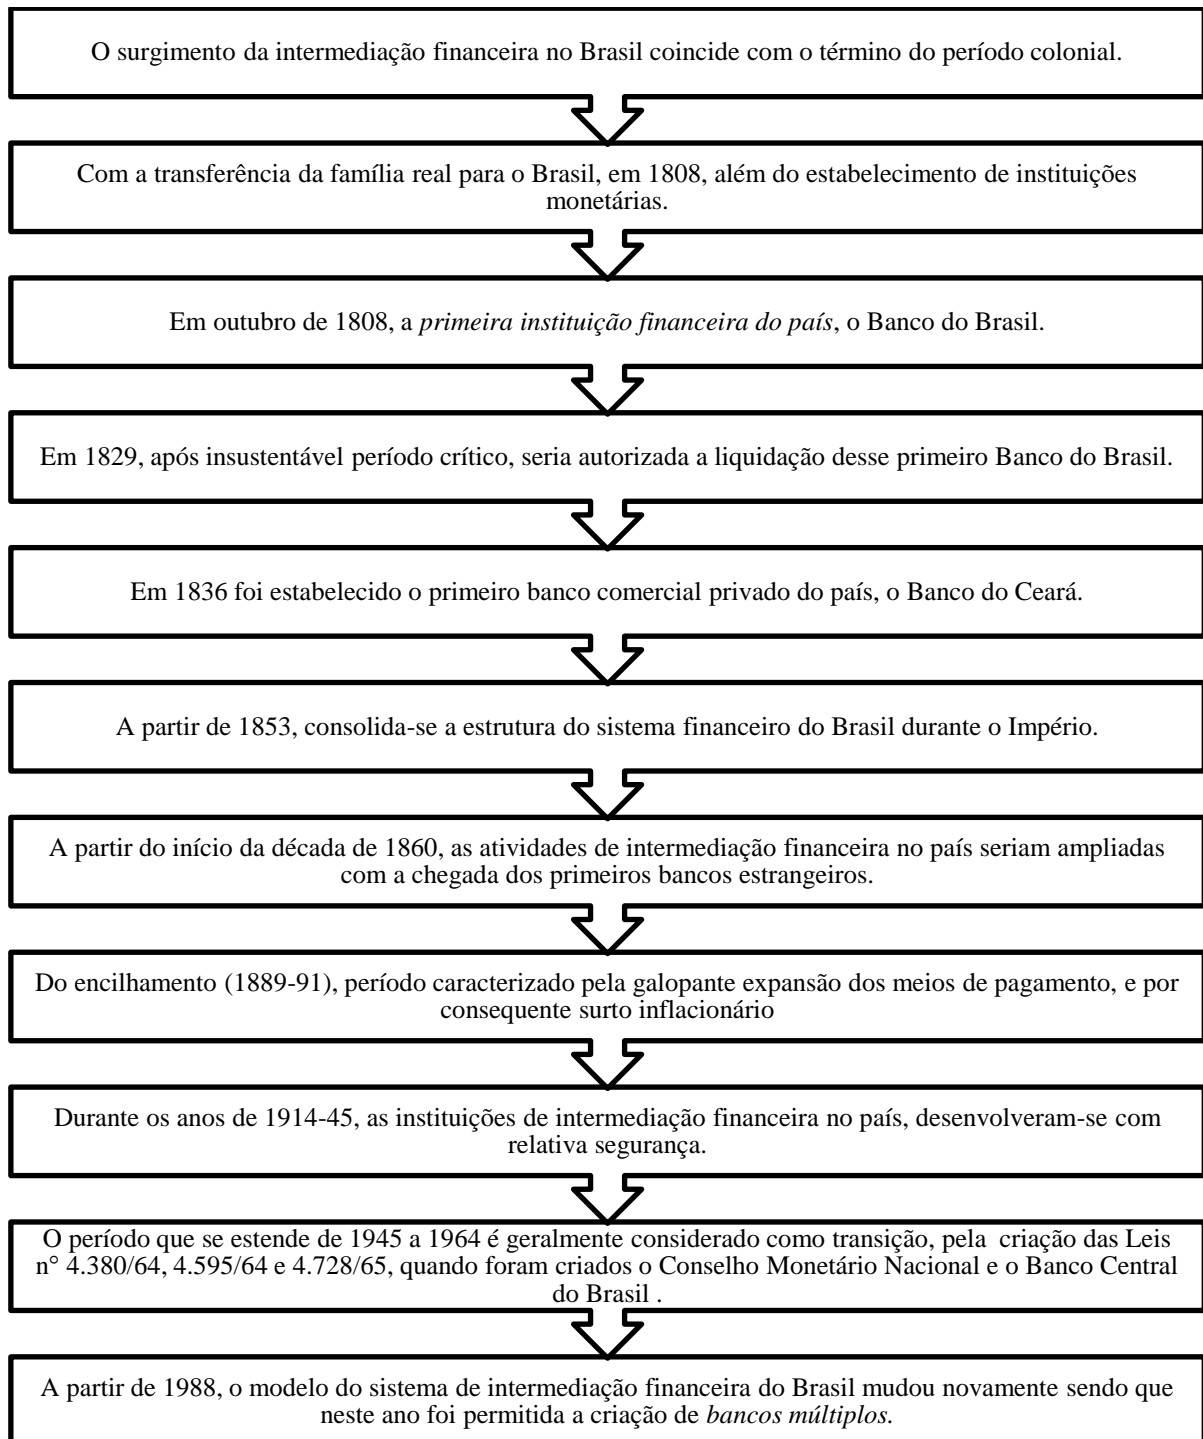 O surgimento da intermediação financeira no Brasil coincide com o término do período colonial.
Com a transferência da família real para o Brasil, em 1808, além do estabelecimento de instituições
monetárias.
Em outubro de 1808, a primeira instituição financeira do país, o Banco do Brasil.
Em 1829, após insustentável período crítico, seria autorizada a liquidação desse primeiro Banco do Brasil.
Em 1836 foi estabelecido o primeiro banco comercial privado do país, o Banco do Ceará.
A partir de 1853, consolida-se a estrutura do sistema financeiro do Brasil durante o Império.
A partir do início da década de 1860, as atividades de intermediação financeira no país seriam ampliadas
com a chegada dos primeiros bancos estrangeiros.
Do encilhamento (1889-91), período caracterizado pela galopante expansão dos meios de pagamento, e por
consequente surto inflacionário
Durante os anos de 1914-45, as instituições de intermediação financeira no país, desenvolveram-se com
relativa segurança.
O período que se estende de 1945 a 1964 é geralmente considerado como transição, pela criação das Leis
n° 4.380/64, 4.595/64 e 4.728/65, quando foram criados o Conselho Monetário Nacional e o Banco Central
do Brasil .
A partir de 1988, o modelo do sistema de intermediação financeira do Brasil mudou novamente sendo que
neste ano foi permitida a criação de bancos múltiplos.